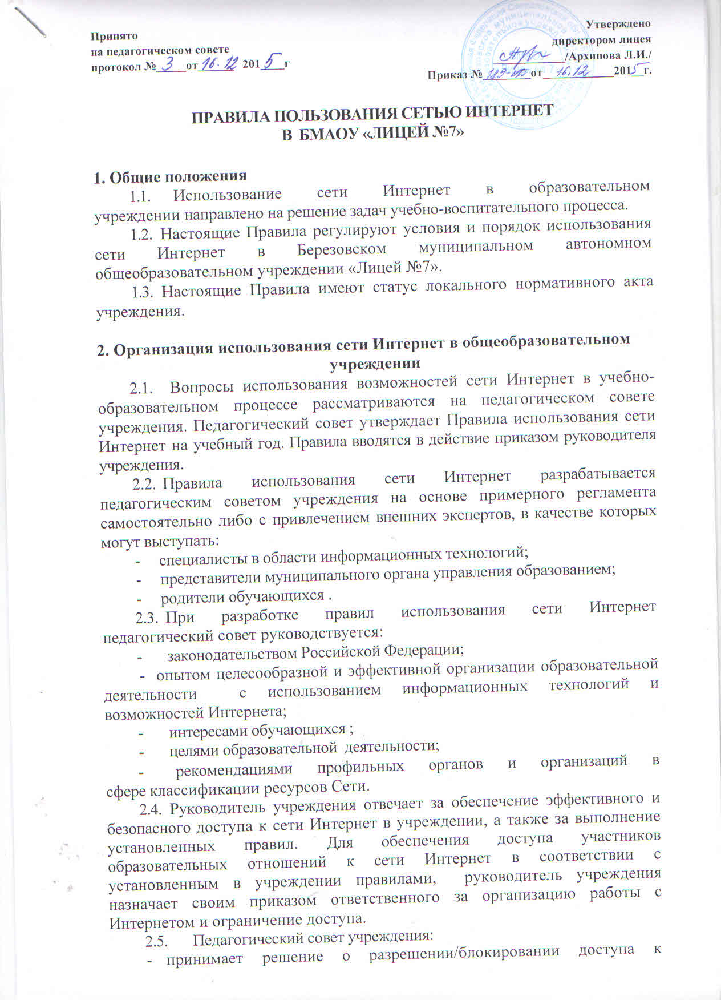 Принято
на педагогическом совете
протокол № 3 от 16.12 2015 г
Утверждено
директором лицея
/Архипова Л.И./
Приказ № 189- от 16.12 2015 г.
ПРАВИЛА ПОЛЬЗОВАНИЯ СЕТЬЮ ИНТЕРНЕТ
В БМАОУ «ЛИЦЕЙ №7»
1. Общие положения
1.1. Использование сети Интернет в образовательном
учреждении направлено на решение задач учебно-воспитательного процесса.
1.2. Настоящие Правила регулируют условия и порядок использования
сети Интернет в Березовском муниципальном автономном
общеобразовательном учреждении «Лицей №7».
1.3. Настоящие Правила имеют статус локального нормативного акта
учреждения.
2. Организация использования сети Интернет в общеобразовательном
учреждении
2.1. Вопросы использования возможностей сети Интернет в учебно-
образовательном процессе рассматриваются на педагогическом совете
учреждения. Педагогический совет утверждает Правила использования сети
Интернет на учебный год. Правила вводятся в действие приказом руководителя
учреждения.
2.2. Правила использования сети Интернет разрабатывается
педагогическим советом учреждения на основе примерного регламента
самостоятельно либо с привлечением внешних экспертов, в качестве которых
могут выступать:
- специалисты в области информационных технологий;
- представители муниципального органа управления образованием;
- родители обучающихся .
2.3. При разработке правил использования сети Интернет
педагогический совет руководствуется:
- законодательством Российской Федерации;
- опытом целесообразной и эффективной организации образовательной
деятельности с использованием информационных технологий и
возможностей Интернета;
- интересами обучающихся ;
- целями образовательной деятельности;
- рекомендациями профильных органов и организаций в
сфере классификации ресурсов Сети.
2.4. Руководитель учреждения отвечает за обеспечение эффективного и
безопасного доступа к сети Интернет в учреждении, а также за выполнение
установленных правил. Для обеспечения доступа участников
образовательных отношений к сети Интернет в соответствии с
установленным в учреждении правилами, руководитель учреждения
назначает своим приказом ответственного за организацию работы с
Интернетом и ограничение доступа.
2.5. Педагогический совет учреждения:
- принимает решение о разрешении/блокировании доступа к